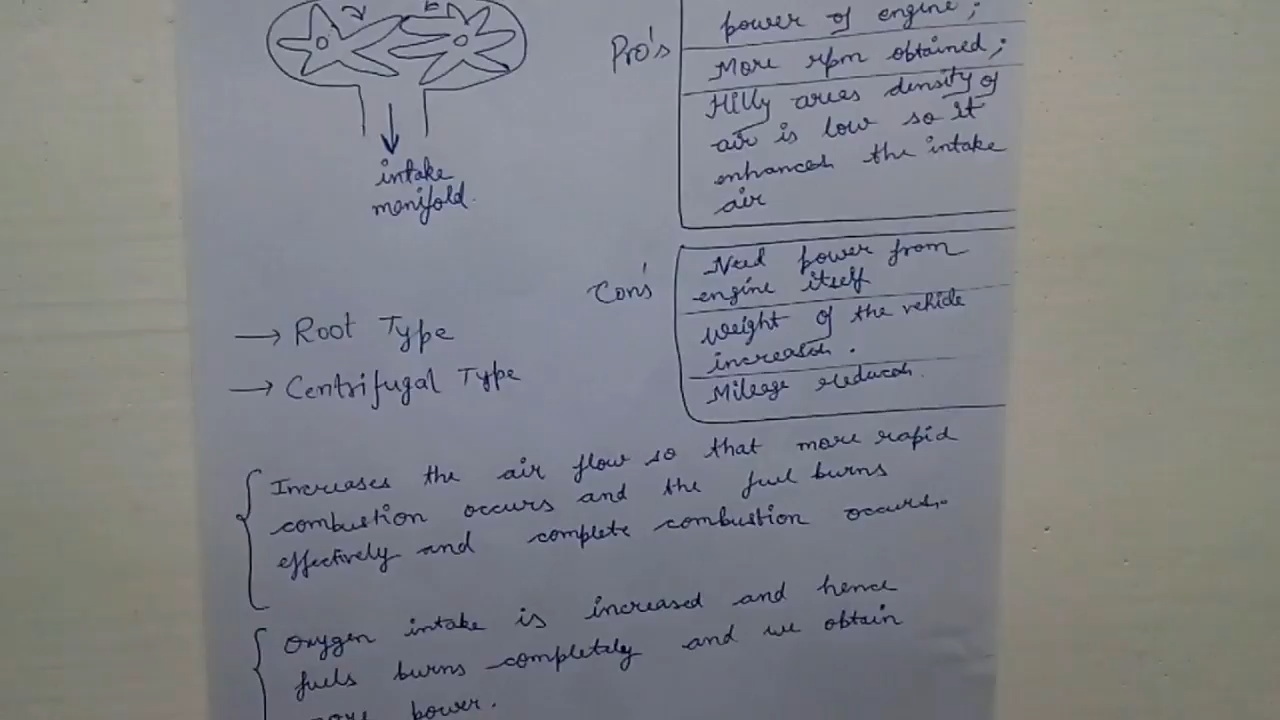 intake
manifold.
→ Root Type
→ Centrifugal Type
Pro's
power of engine;
More rpm obtained;
Hilly areas density of
air is low so it
enhances the intake
air
Cons'
Need power from
engine itself
Weight of the vehicle
increases.
Mileage reduces.
Increases the air flow so that more rapid
combustion occurs and the fuel burns
effectively and complete combustion occurs.
Oxygen intake is increased and hence
fuels burns completely and we obtain
more power.